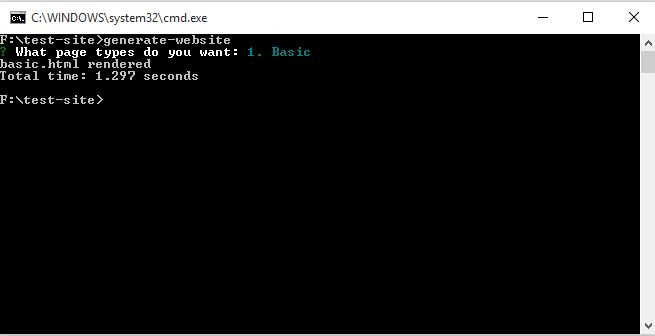 C:\WINDOWS\system32\cmd.exe
F:\test-site>generate-website
? What page types do you want: 1. Basic
basic.html rendered
Total time: 1.297 seconds
F:\test-site>